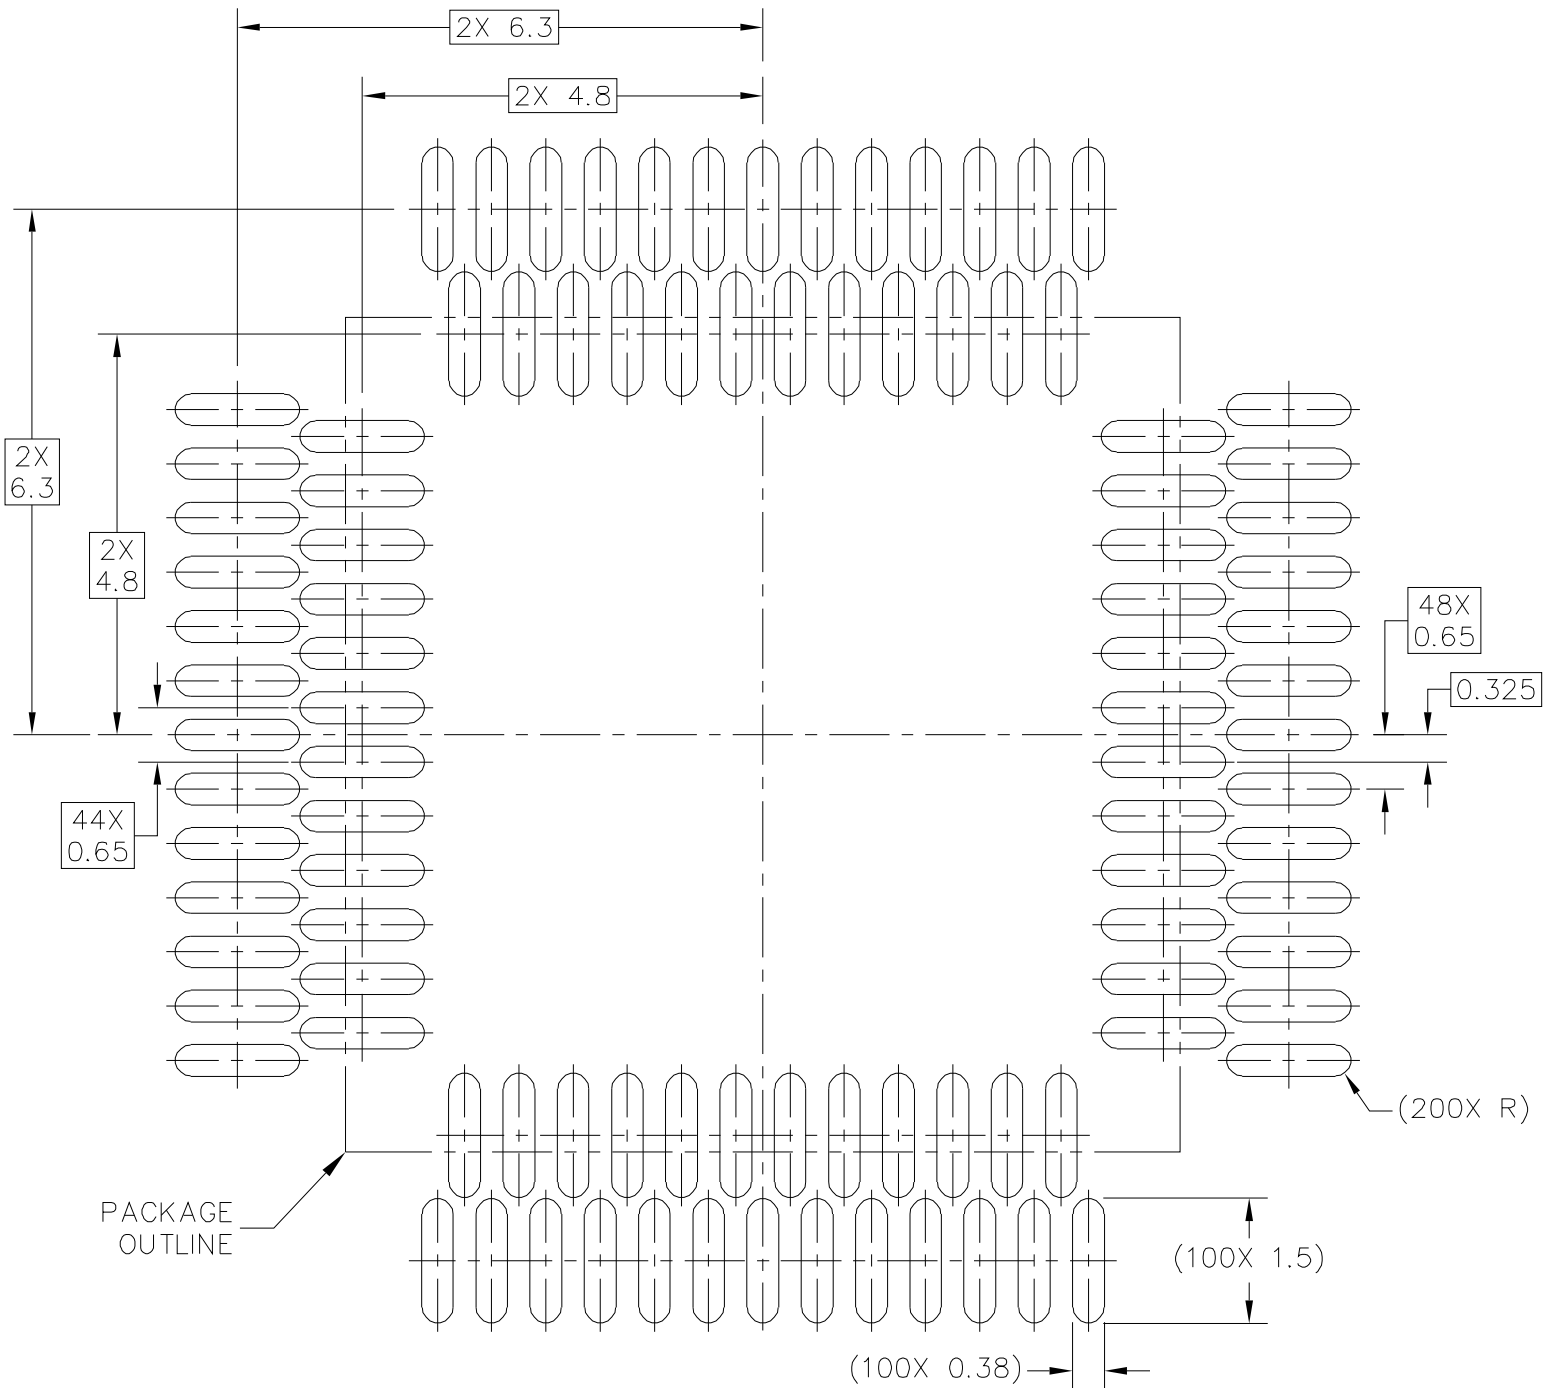 2X 6.3
2X 4.8
2X
6.3
2X
4.8
48X
0.65
0.325
44X
0.65
(200X R)
PACKAGE
OUTLINE
(100X 1.5)
(100X 0.38)